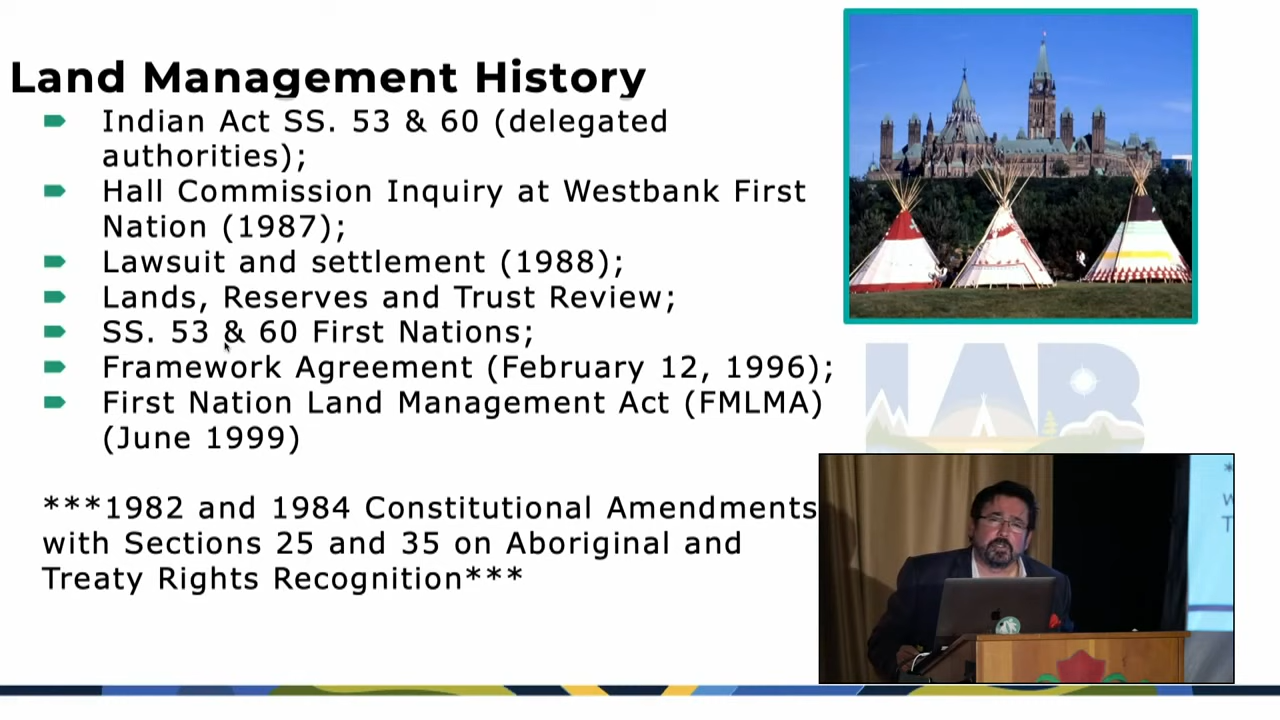 Land Management History
Indian Act SS. 53 & 60 (delegated
authorities);
Hall Commission Inquiry at Westbank First
Nation (1987);
Lawsuit and settlement (1988);
Lands, Reserves and Trust Review;
SS. 53 & 60 First Nations;
Framework Agreement (February 12, 1996);
First Nation Land Management Act (FMLMA)
(June 1999)
***1982 and 1984 Constitutional Amendments
with Sections 25 and 35 on Aboriginal and
Treaty Rights Recognition***
LAB